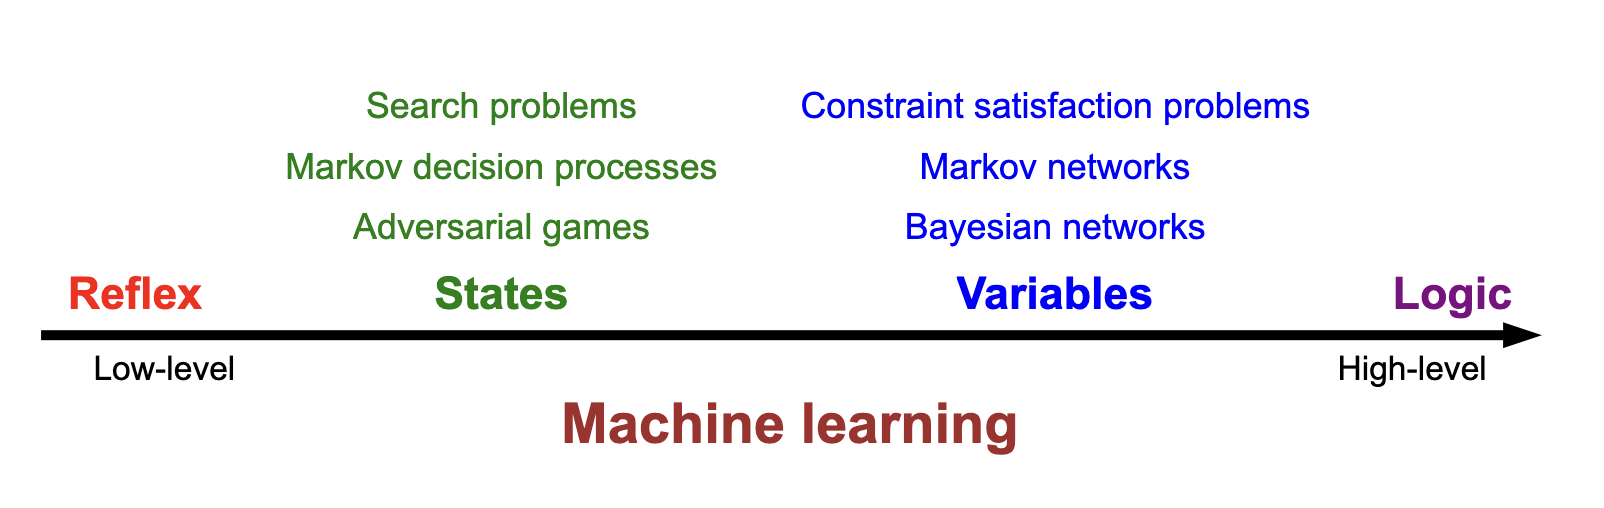 Search problems
Markov decision processes
Adversarial games
Constraint satisfaction problems
Markov networks
Bayesian networks
Reflex
States
Variables
Logic
Low-level
High-level
Machine learning